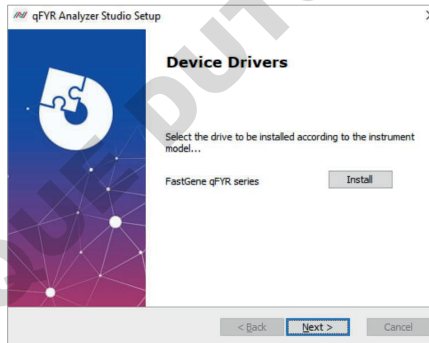 qFYR Analyzer Studio Setup
Device Drivers
Select the drive to be installed according to the instrument
model...
FastGene qFYR series
Install
< Back
Next >
Cancel